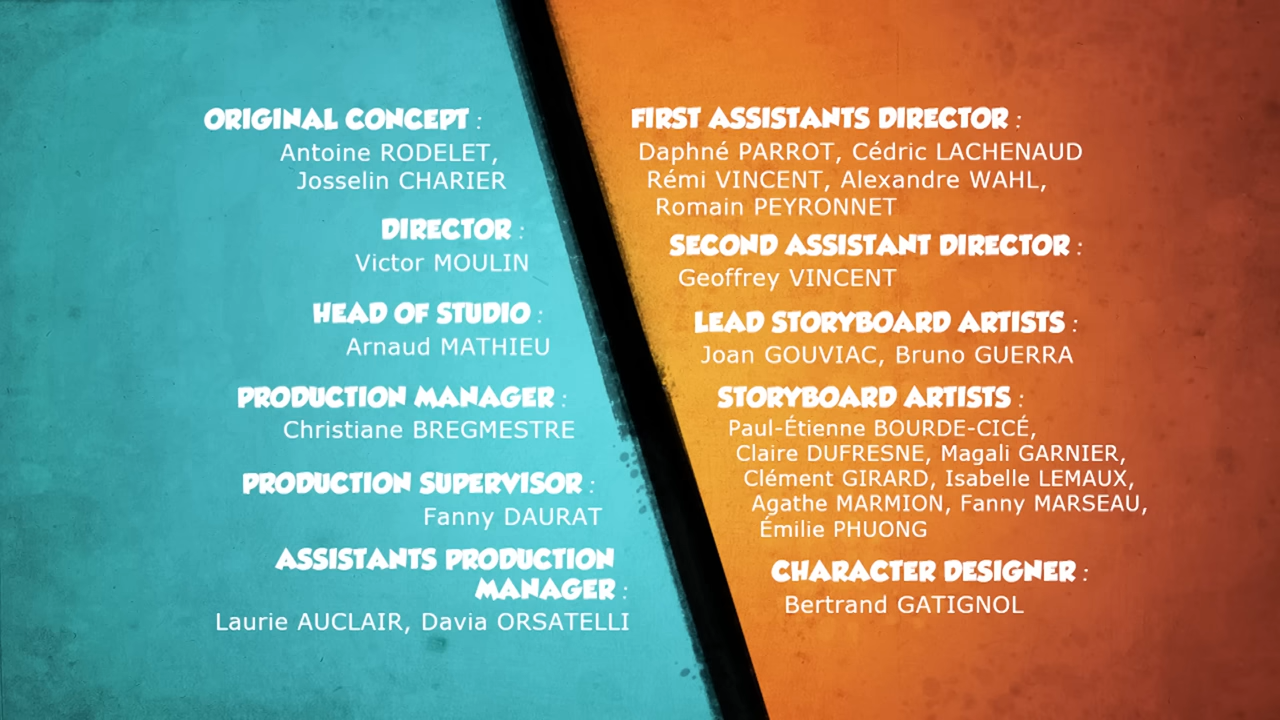 ORIGINAL CONCEPT :
Antoine RODELET,
Josselin CHARIER
DIRECTOR :
Victor MOULIN
HEAD OF STUDIO :
Arnaud MATHIEU
PRODUCTION MANAGER :
Christiane BREGMESTRE
PRODUCTION SUPERVISOR :
Fanny DAURAT
ASSISTANTS PRODUCTION
MANAGER :
Laurie AUCLAIR, Davia ORSATELLI
FIRST ASSISTANTS DIRECTOR :
Daphné PARROT, Cédric LACHENAUD
Rémi VINCENT, Alexandre WAHL,
Romain PEYRONNET
SECOND ASSISTANT DIRECTOR :
Geoffrey VINCENT
LEAD STORYBOARD ARTISTS :
Joan GOUVIAC, Bruno GUERRA
STORYBOARD ARTISTS :
Paul-Étienne BOURDE-CICÉ,
Claire DUFRESNE, Magali GARNIER,
Clément GIRARD, Isabelle LEMAUX,
Agathe MARMION, Fanny MARSEAU,
Émilie PHUONG
CHARACTER DESIGNER :
Bertrand GATIGNOL